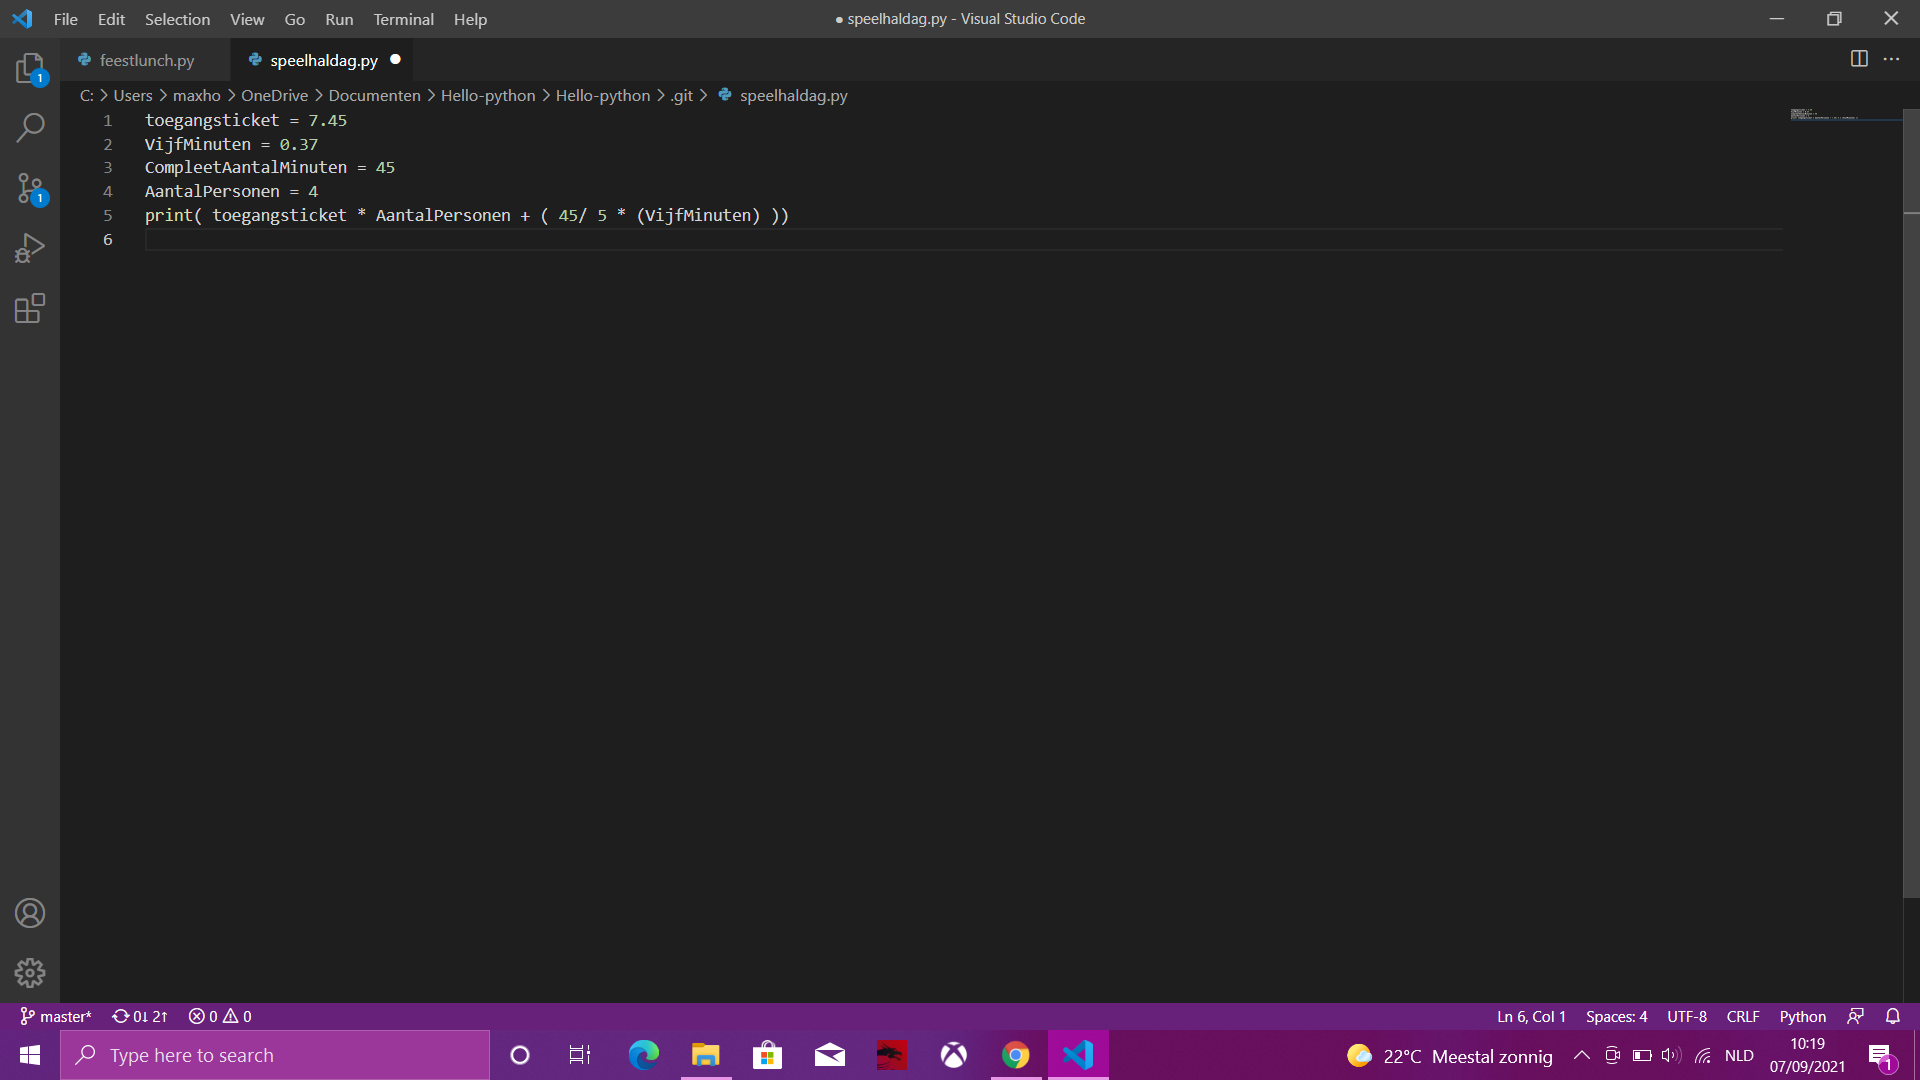 File Edit Selection View Go Run Terminal Help
● speelhaldag.py - Visual Studio Code
feestlunch.py
speelhaldag.py ●
C: > Users > maxho > OneDrive > Documenten > Hello-python > Hello-python > .git > speelhaldag.py
1 toegangsticket = 7.45
2 VijfMinuten = 0.37
3 CompleetAantalMinuten = 45
4 AantalPersonen = 4
5 print( toegangsticket * AantalPersonen + ( 45/ 5 * (VijfMinuten) ))
6
1
1
master* 0↓ 2↑ 0 0
Ln 6, Col 1 Spaces: 4 UTF-8 CRLF Python
Type here to search
22°C Meestal zonnig
NLD
10:19
07/09/2021
1